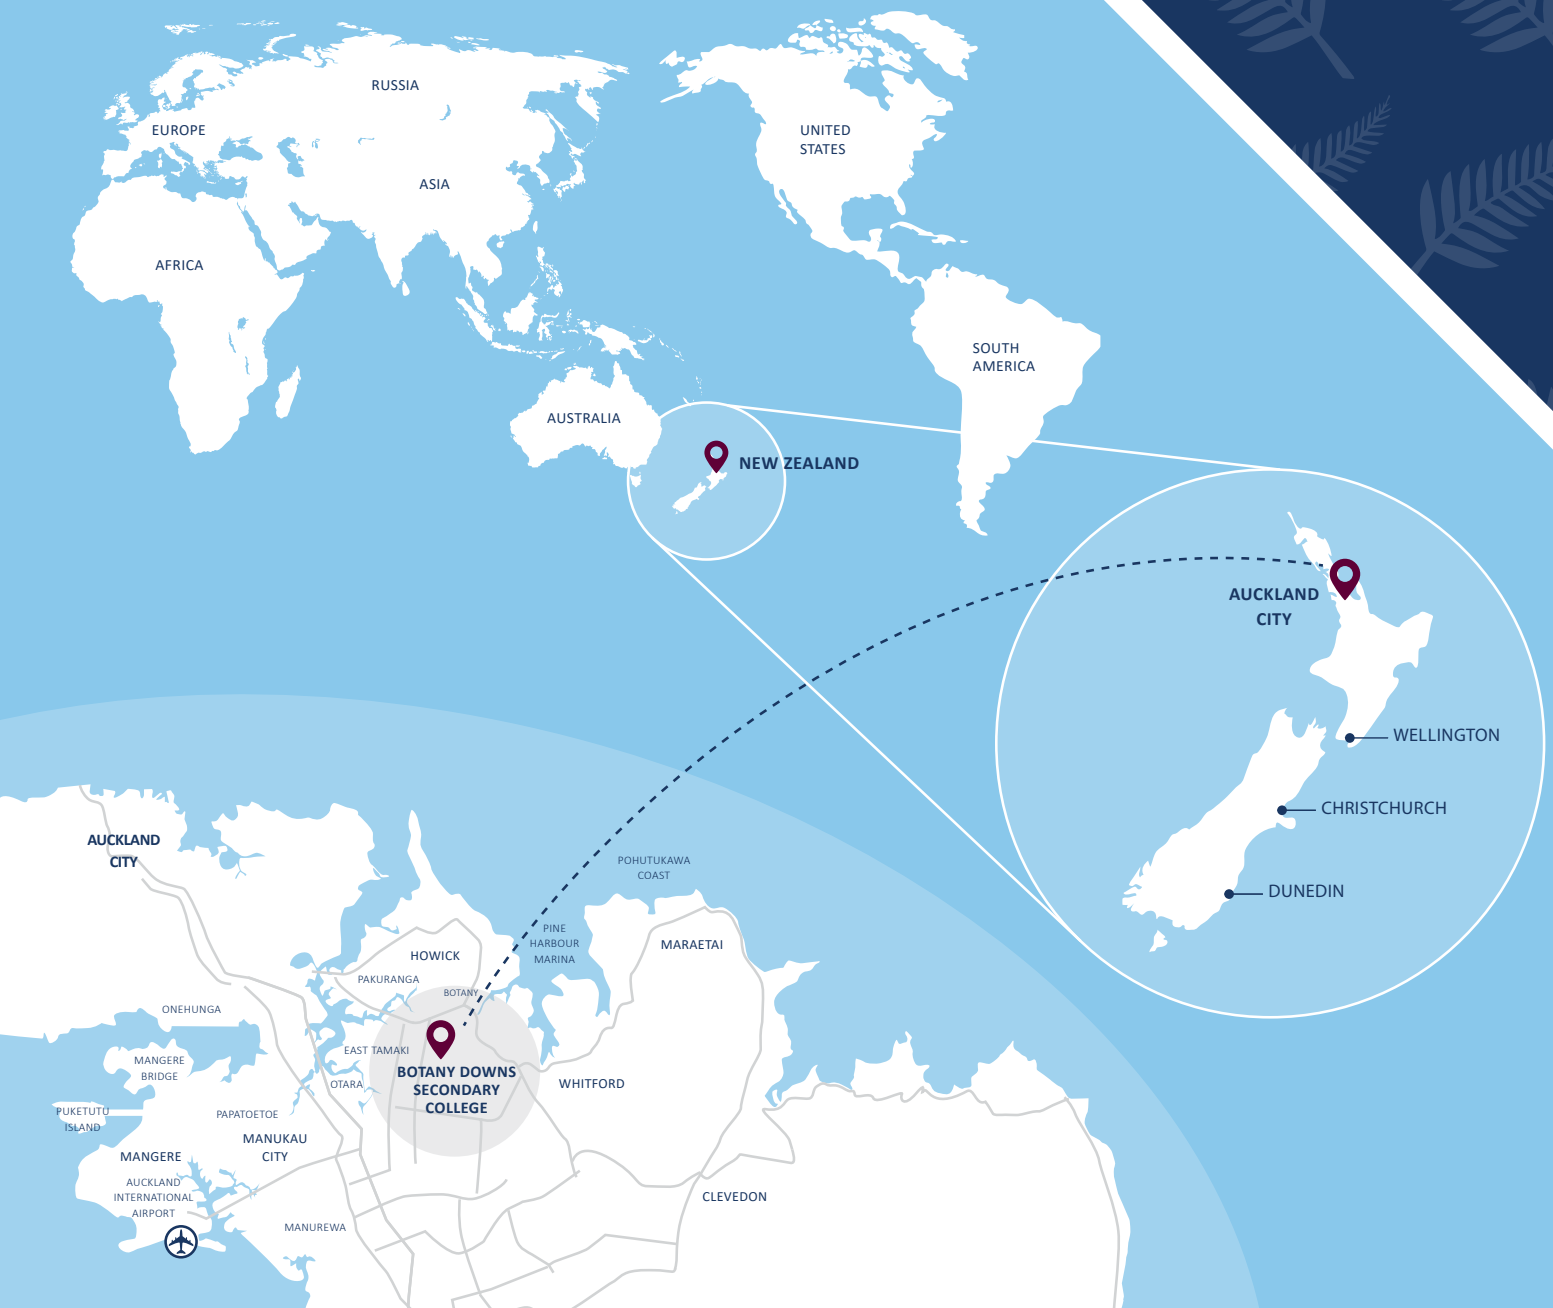 RUSSIA
EUROPE
UNITED
STATES
ASIA
AFRICA
SOUTH
AMERICA
AUSTRALIA
NEW ZEALAND
AUCKLAND
CITY
WELLINGTON
CHRISTCHURCH
DUNEDIN
AUCKLAND
CITY
POHUTUKAWA
COAST
PINE
HARBOUR
MARINA
MARAETAI
HOWICK
PAKURANGA
BOTANY
ONEHUNGA
EAST TAMAKI
MANGERE
BRIDGE
OTARA
BOTANY DOWNS
SECONDARY
COLLEGE
WHITFORD
PUKETUTU
ISLAND
PAPATOETOE
MANUKAU
CITY
MANGERE
AUCKLAND
INTERNATIONAL
AIRPORT
CLEVEDON
MANUREWA